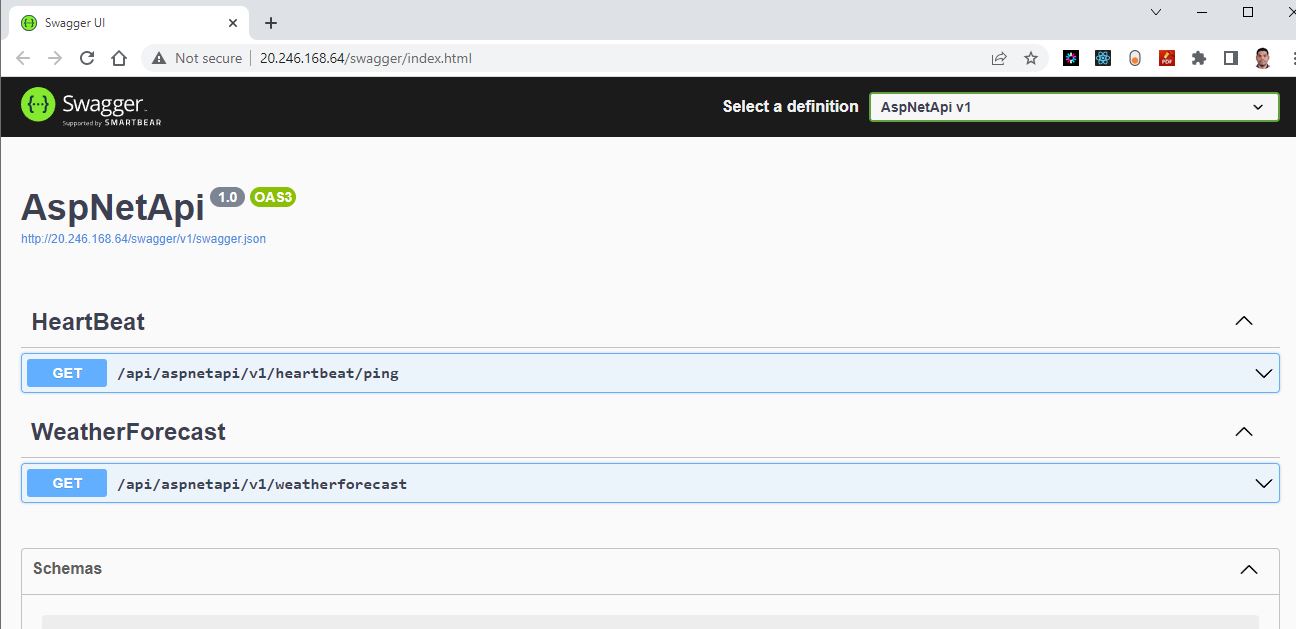 Swagger UI
Not secure 20.246.168.64/swagger/index.html
PDF
{···} Swagger
Supported by SMARTBEAR
Select a definition AspNetApi v1
AspNetApi 1.0 OAS3
http://20.246.168.64/swagger/v1/swagger.json
HeartBeat
GET /api/aspnetapi/v1/heartbeat/ping
WeatherForecast
GET /api/aspnetapi/v1/weatherforecast
Schemas